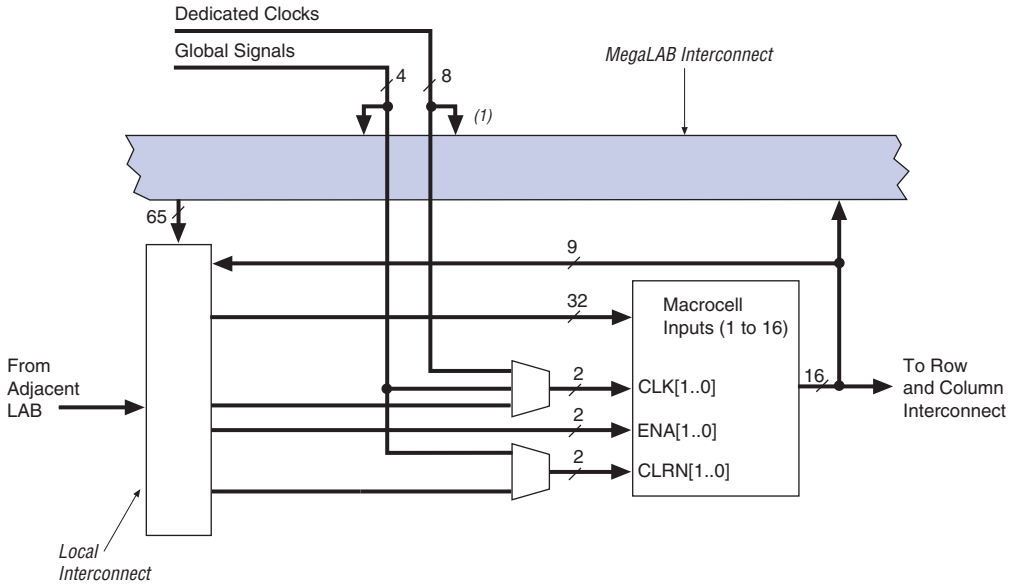 Dedicated Clocks
Global Signals
MegaLAB Interconnect
4
8
(1)
65
9
32
Macrocell
Inputs (1 to 16)
From
Adjacent
LAB
2
CLK[1..0]
16
To Row
and Column
Interconnect
2
ENA[1..0]
2
CLRN[1..0]
Local
Interconnect